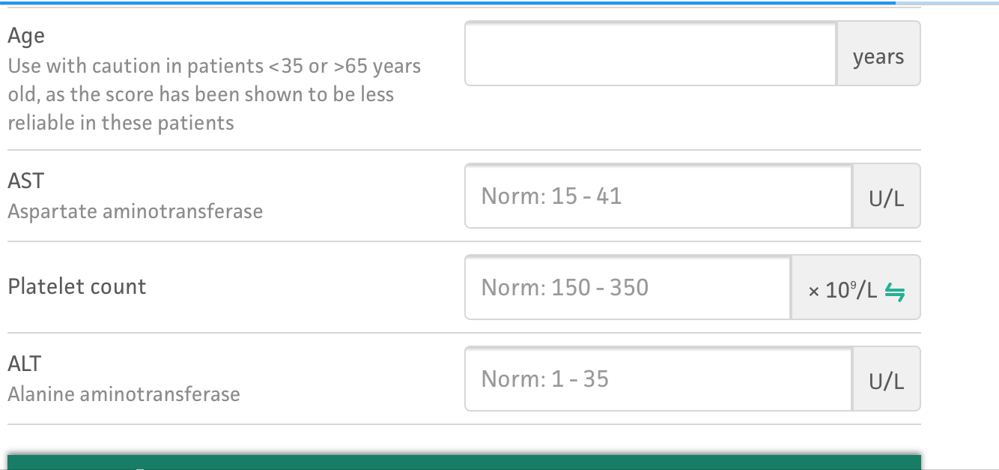 Age
years
Use with caution in patients <35 or >65 years
old, as the score has been shown to be less
reliable in these patients
AST
Aspartate aminotransferase
Norm: 15 - 41
U/L
Platelet count
Norm: 150 - 350
× 10⁹/L
ALT
Alanine aminotransferase
Norm: 1 - 35
U/L